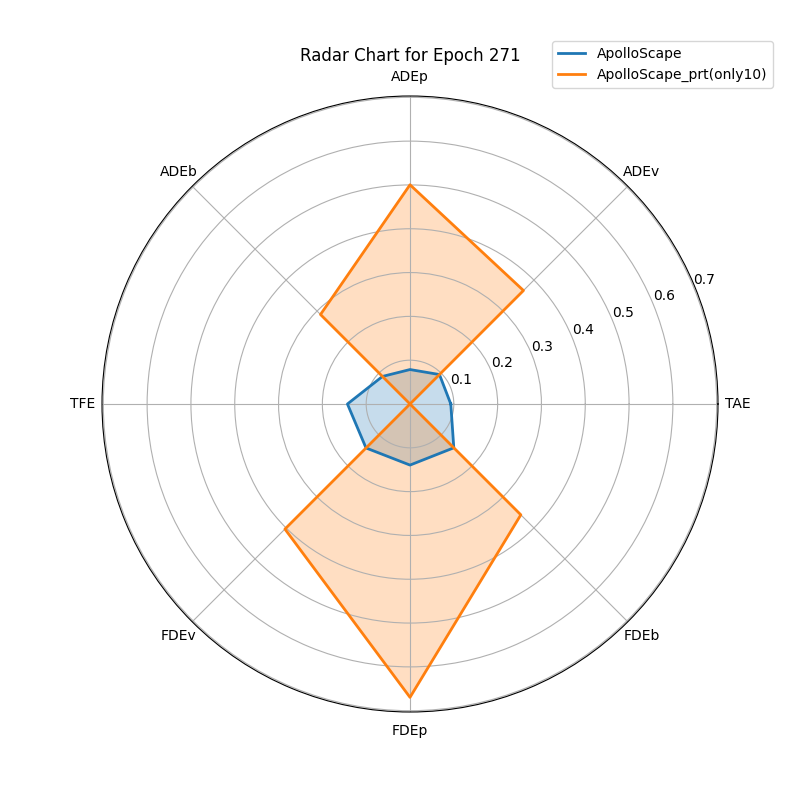 Radar Chart for Epoch 271
ApolloScape
ApolloScape_prt(only10)
ADEp
ADEb
ADEv
0.7
0.6
0.5
0.4
0.3
0.2
0.1
TFE
TAE
FDEv
FDEb
FDEp